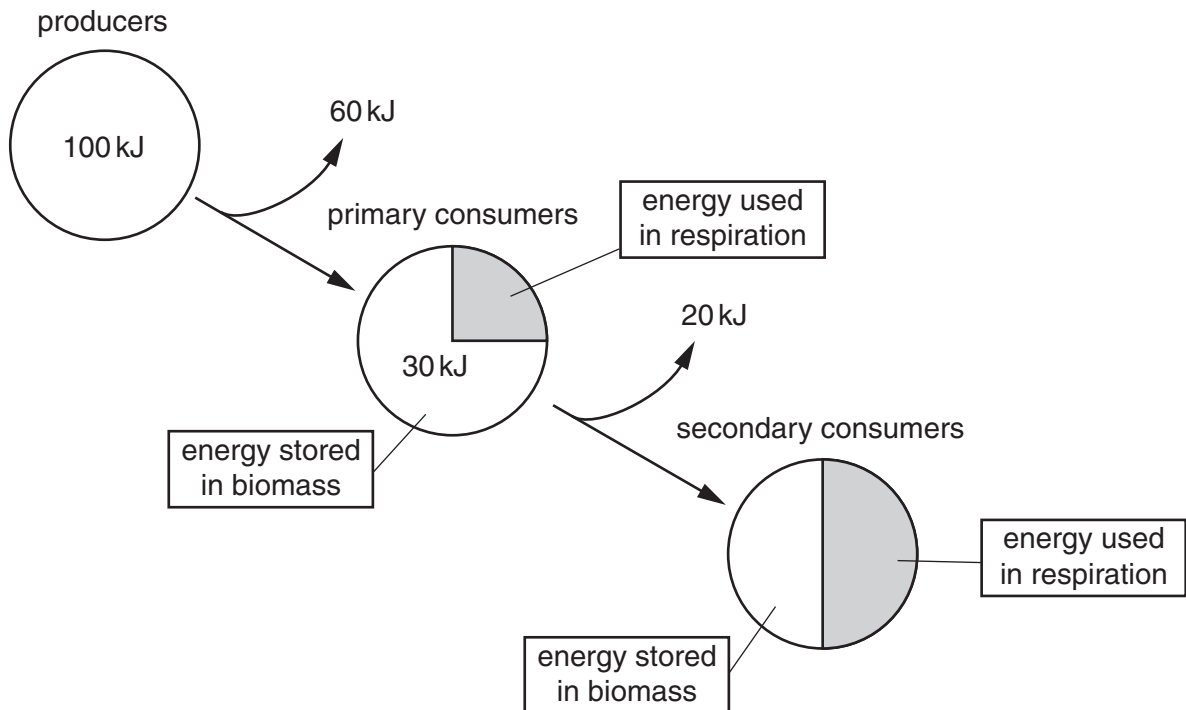 producers
100 kJ
60 kJ
primary consumers
energy used
in respiration
30 kJ
energy stored
in biomass
20 kJ
secondary consumers
energy used
in respiration
energy stored
in biomass